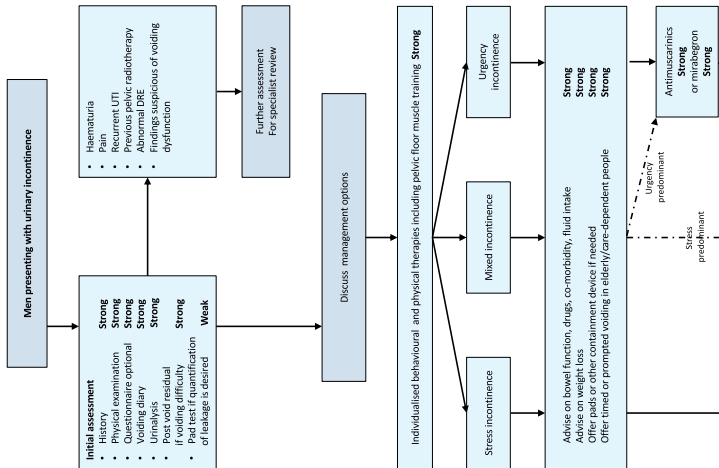 Men presenting with urinary incontinence
Initial assessment
• History Strong
• Physical examination Strong
• Questionnaire optional Strong
• Voiding diary Strong
• Urinalysis Strong
• Post void residual
if voiding difficulty Strong
• Pad test if quantification
of leakage is desired Weak
• Haematuria
• Pain
• Recurrent UTI
• Previous pelvic radiotherapy
• Abnormal DRE
• Findings suspicious of voiding
dysfunction
Further assessment
For specialist review
Discuss management options
Individualised behavioural and physical therapies including pelvic floor muscle training Strong
Stress incontinence
Mixed incontinence
Urgency
incontinence
Advise on bowel function, drugs, co-morbidity, fluid intake Strong
Advise on weight loss Strong
Offer pads or other containment device if needed Strong
Offer timed or prompted voiding in elderly/care-dependent people Strong
Stress
predominant
Urgency
predominant
Antimuscarinics
Strong
or mirabegron
Strong